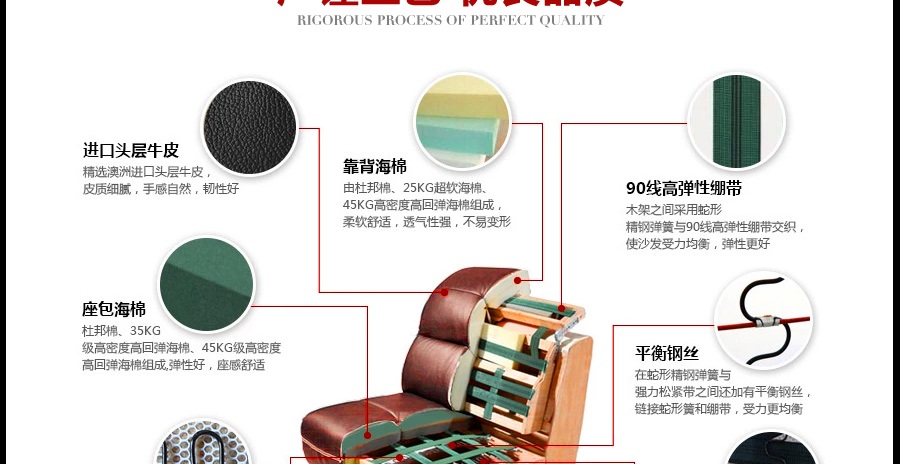 严谨工艺 优良品质
RIGOROUS PROCESS OF PERFECT QUALITY
进口头层牛皮
精选澳洲进口头层牛皮，
皮质细腻，手感自然，韧性好
靠背海棉
由杜邦棉、25KG超软海棉、
45KG高密度高回弹海棉组成，
柔软舒适，透气性强，不易变形
90线高弹性绷带
木架之间采用蛇形
精钢弹簧与90线高弹性绷带交织，
使沙发受力均衡，弹性更好
座包海棉
杜邦棉、35KG
级高密度高回弹海棉、45KG级高密度
高回弹海棉组成,弹性好，座感舒适
平衡钢丝
在蛇形精钢弹簧与
强力松紧带之间还加有平衡钢丝，
链接蛇形簧和绷带，受力更均衡